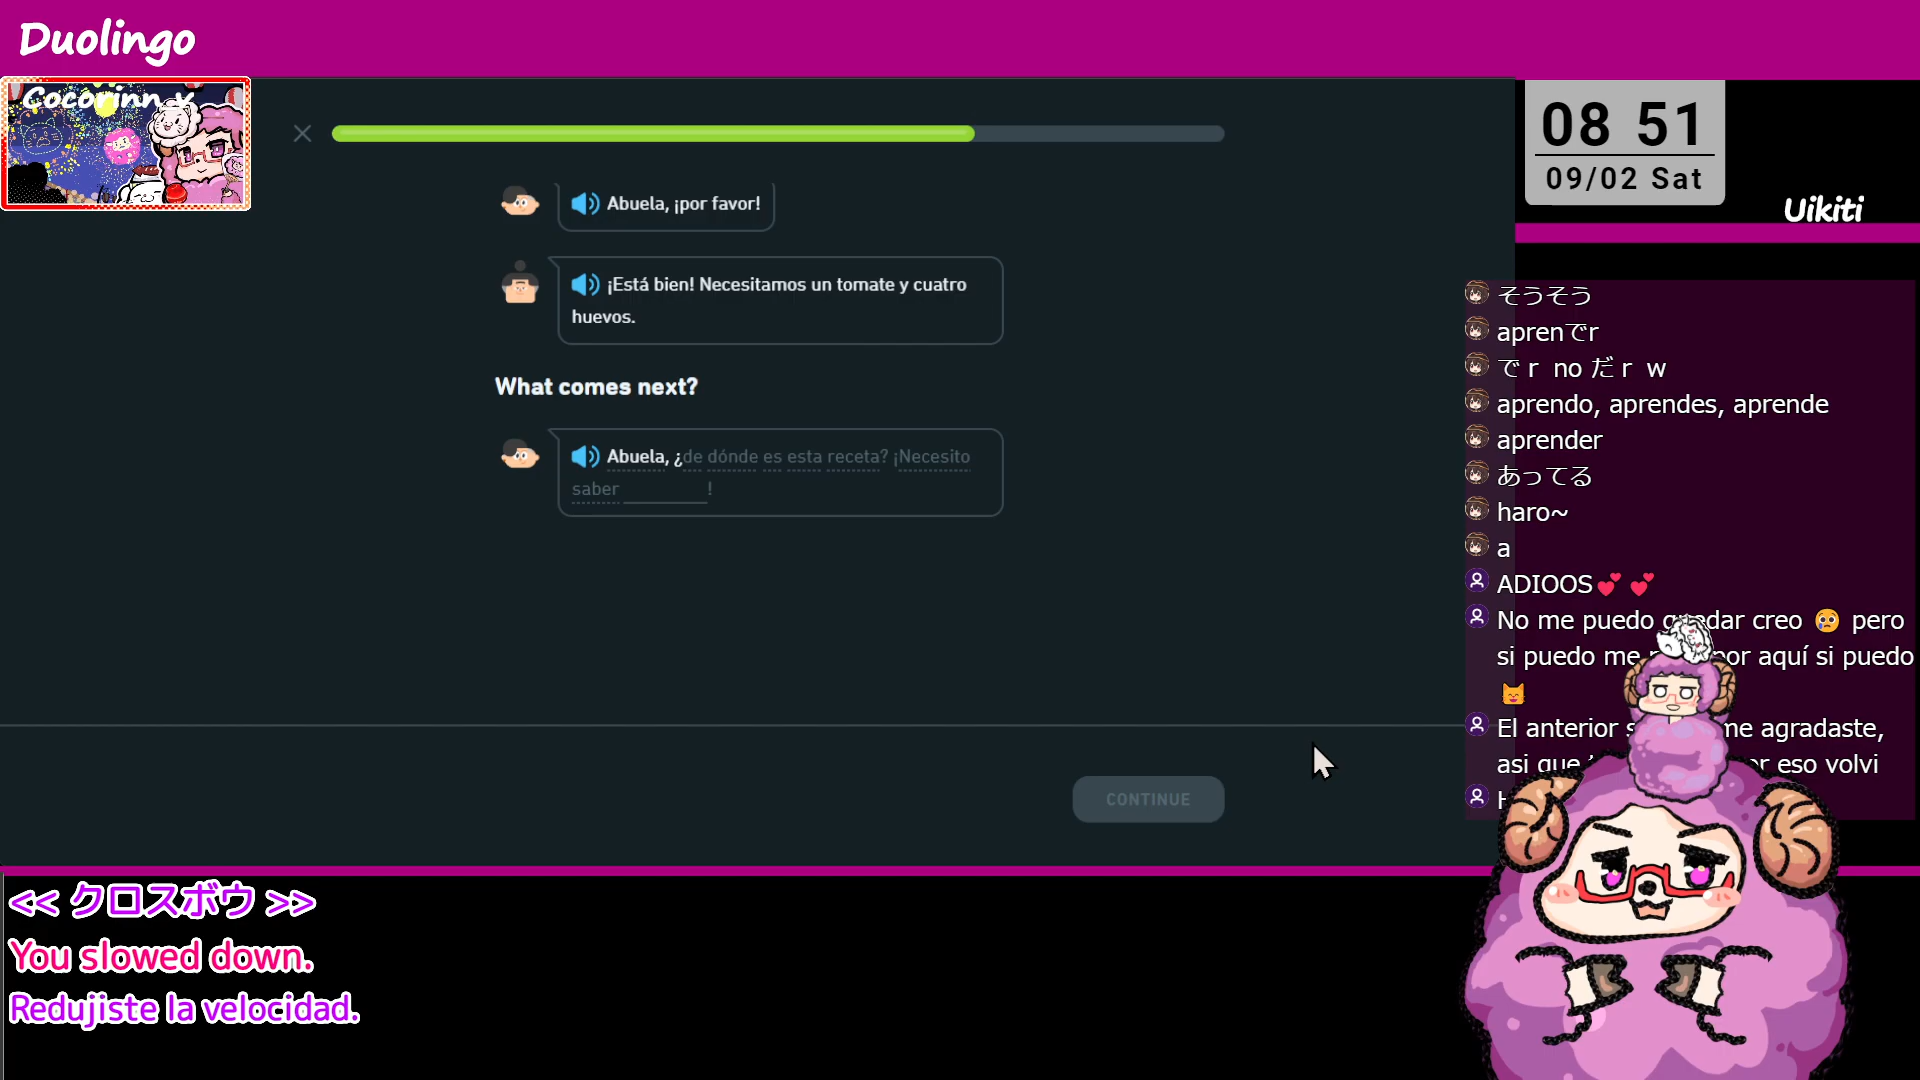 Duolingo
Cocorinn v
Abuela, ¡por favor!
¡Está bien! Necesitamos un tomate y cuatro
huevos.
What comes next?
Abuela, ¿de dónde es esta receta? ¡Necesito
saber ________!
CONTINUE
08 51
09/02 Sat
Uikiti
そうそう
aprenでr
でr no だr w
aprendo, aprendes, aprende
aprender
あってる
haro~
a
ADIOOS💕 💕
No me puedo creo 😢 pero
si puedo me por aquí si puedo
😸
El anterior me agradaste,
asi que eso volvi
<< クロスボウ >>
You slowed down.
Redujiste la velocidad.